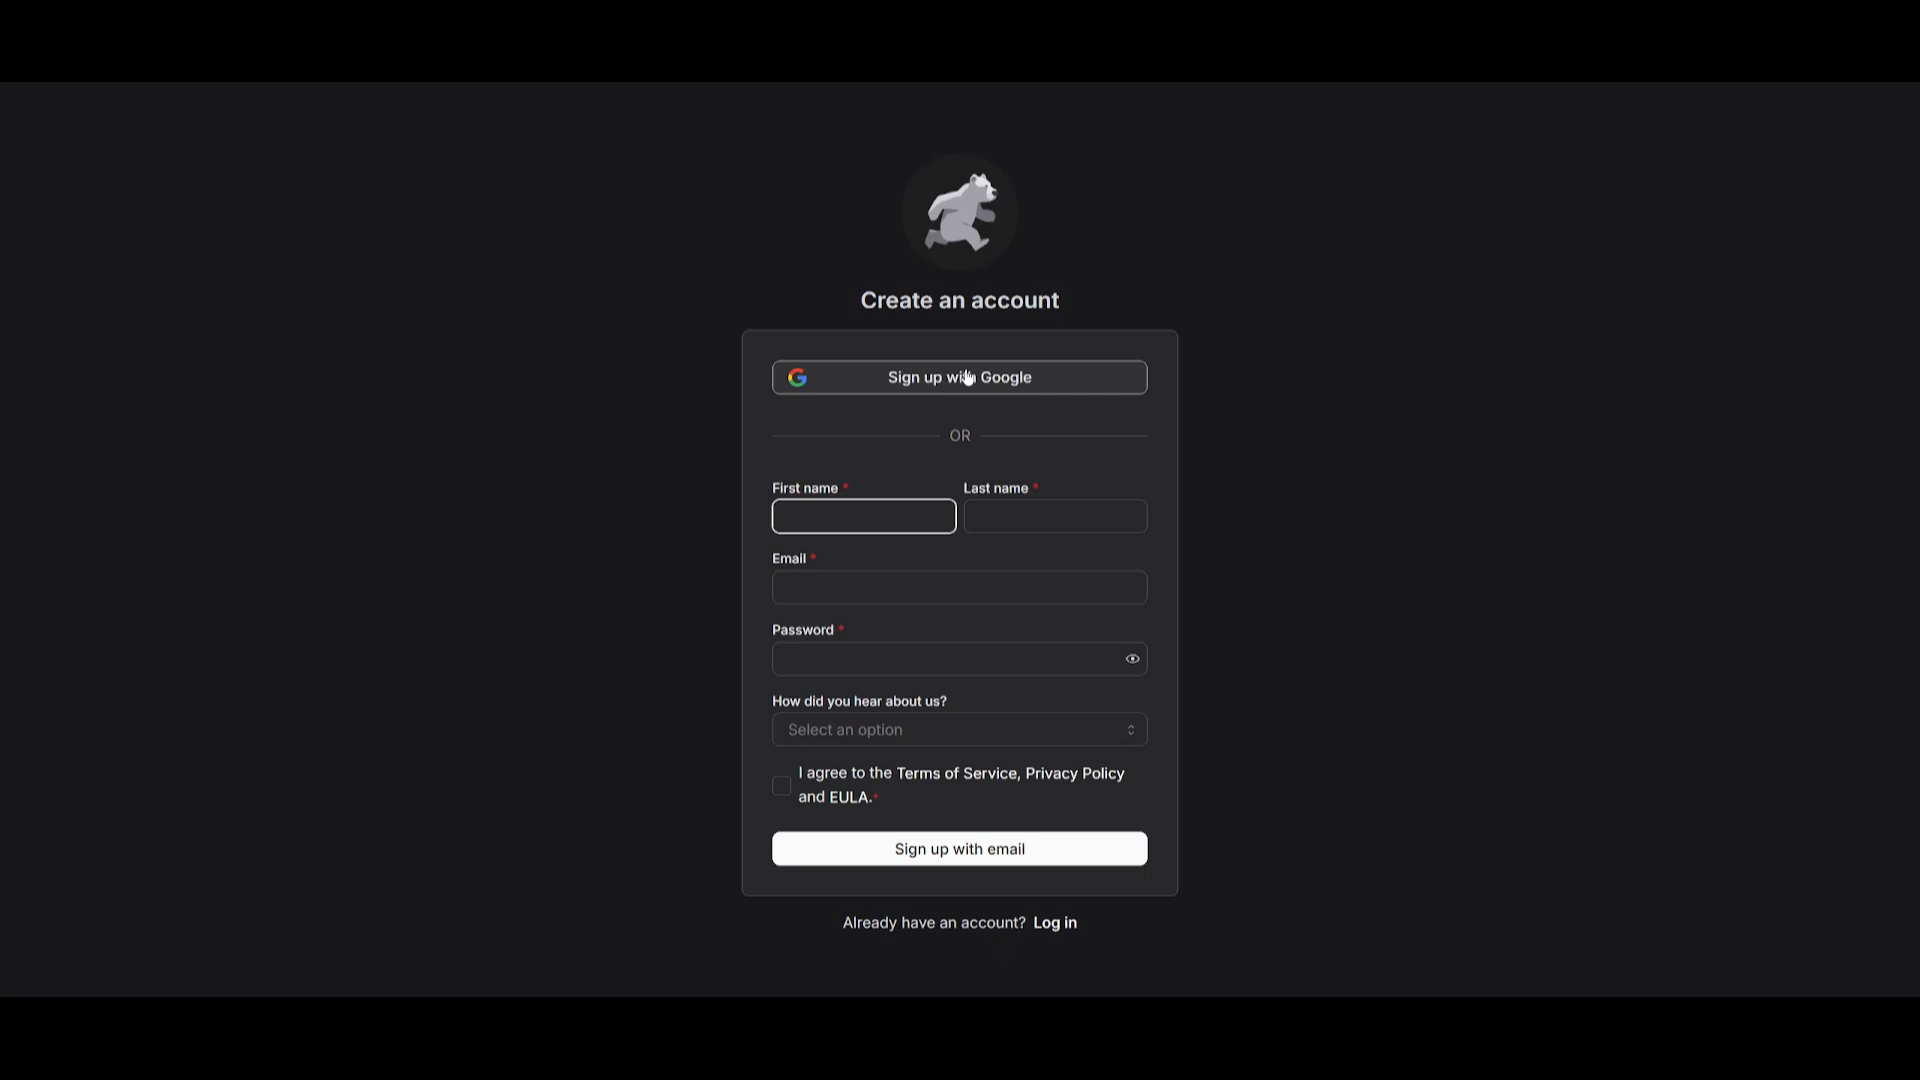 Create an account
Sign up with Google
OR
First name *
Last name *
Email *
Password *
How did you hear about us?
Select an option
I agree to the Terms of Service, Privacy Policy
and EULA.*
Sign up with email
Already have an account? Log in